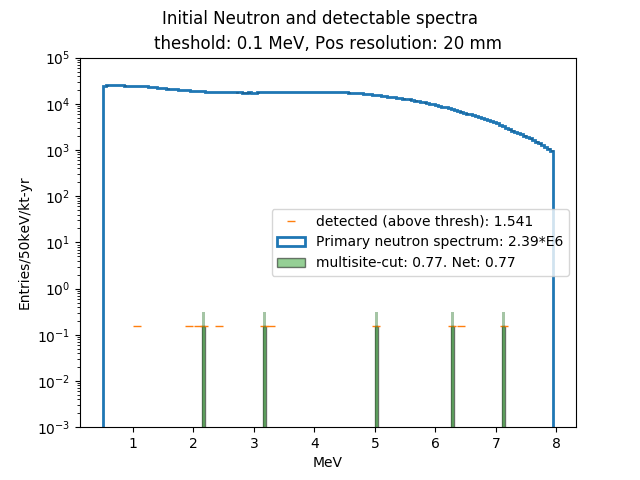 Initial Neutron and detectable spectra
theshold: 0.1 MeV, Pos resolution: 20 mm
Entries/50keV/kt-yr
10^5
10^4
10^3
10^2
10^1
10^0
10^−1
10^−2
10^−3
detected (above thresh): 1.541
Primary neutron spectrum: 2.39*E6
multisite-cut: 0.77. Net: 0.77
1 2 3 4 5 6 7 8
MeV